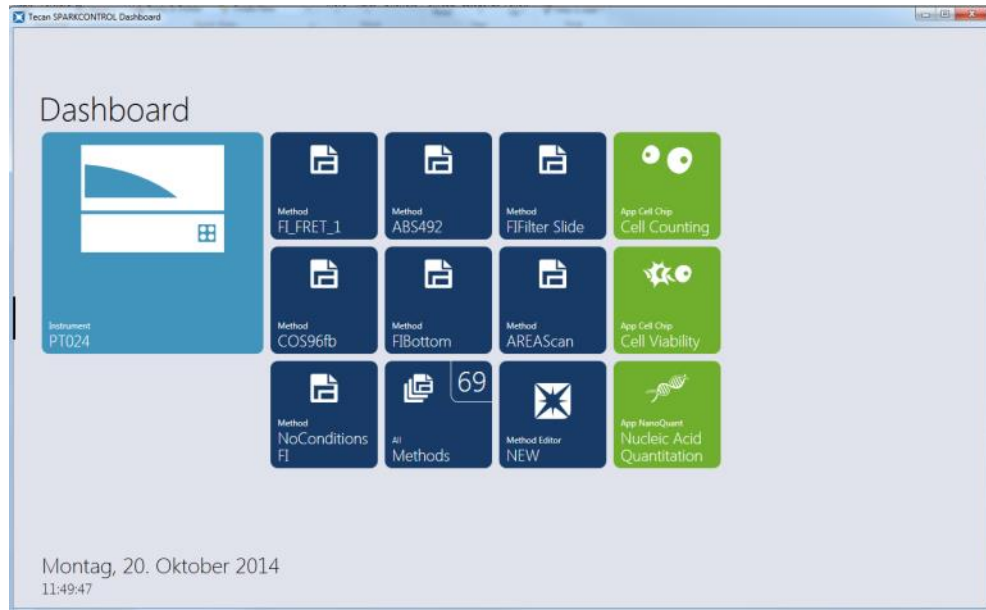 Tecan SPARKCONTROL Dashboard
Dashboard
Instrument
PT024
Method
FI_FRET_1
Method
ABS492
Method
FIFilter Slide
App Cell Chip
Cell Counting
Method
COS96fb
Method
FIBottom
Method
AREAScan
App Cell Chip
Cell Viability
Method
NoConditions
FI
69
All
Methods
Method Editor
NEW
App NanoQuant
Nucleic Acid
Quantitation
Montag, 20. Oktober 2014
11:49:47